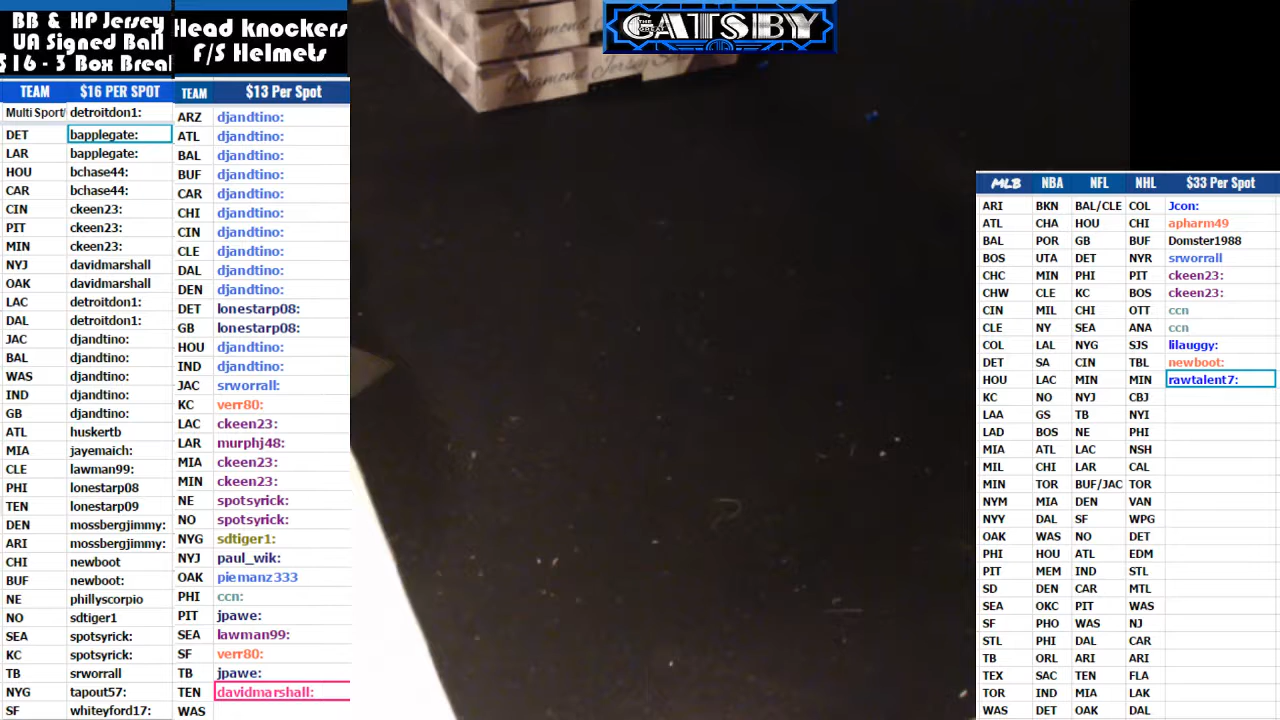 BB & HP Jersey
UA Signed Ball
$16 - 3 Box Brea
TEAM $16 PER SPOT
Multi Sport/ detroitdon1:
DET bapplegate:
LAR bapplegate:
HOU bchase44:
CAR bchase44:
CIN ckeen23:
PIT ckeen23:
MIN ckeen23:
NYJ davidmarshall
OAK davidmarshall
LAC detroitdon1:
DAL detroitdon1:
JAC djandtino:
BAL djandtino:
WAS djandtino:
IND djandtino:
GB djandtino:
ATL huskertb
MIA jayemaich:
CLE lawman99:
PHI lonestarp08
TEN lonestarp09
DEN mossbergjimmy:
ARI mossbergjimmy:
CHI newboot
BUF newboot:
NE phillyscorpio
NO sdtiger1
SEA spotsyrick:
KC spotsyrick:
TB srworrall
NYG tapout57:
SF whiteyford17:
Head knockers
F/S Helmets
TEAM $13 Per Spot
ARZ djandtino:
ATL djandtino:
BAL djandtino:
BUF djandtino:
CAR djandtino:
CHI djandtino:
CIN djandtino:
CLE djandtino:
DAL djandtino:
DEN djandtino:
DET lonestarp08:
GB lonestarp08:
HOU djandtino:
IND djandtino:
JAC srworrall:
KC verr80:
LAC ckeen23:
LAR murphj48:
MIA ckeen23:
MIN ckeen23:
NE spotsyrick:
NO spotsyrick:
NYG sdtiger1:
NYJ paul_wik:
OAK piemanz333
PHI ccn:
PIT jpawe:
SEA lawman99:
SF verr80:
TB jpawe:
TEN davidmarshall:
WAS
Diamond
Diamond Jersey
THE GREAT GATSBY
MLB NBA NFL NHL $33 Per Spot
ARI BKN BAL/CLE COL Jcon:
ATL CHA HOU CHI apharm49
BAL POR GB BUF Domster1988
BOS UTA DET NYR srworrall
CHC MIN PHI PIT ckeen23:
CHW CLE KC BOS ckeen23:
CIN MIL CHI OTT ccn
CLE NY SEA ANA ccn
COL LAL NYG SJS lilauggy:
DET SA CIN TBL newboot:
HOU LAC MIN MIN rawtalent7:
KC NO NYJ CBJ
LAA GS TB NYI
LAD BOS NE PHI
MIA ATL LAC NSH
MIL CHI LAR CAL
MIN TOR BUF/JAC TOR
NYM MIA DEN VAN
NYY DAL SF WPG
OAK WAS NO DET
PHI HOU ATL EDM
PIT MEM IND STL
SD DEN CAR MTL
SEA OKC PIT WAS
SF PHO WAS NJ
STL PHI DAL CAR
TB ORL ARI ARI
TEX SAC TEN FLA
TOR IND MIA LAK
WAS DET OAK DAL